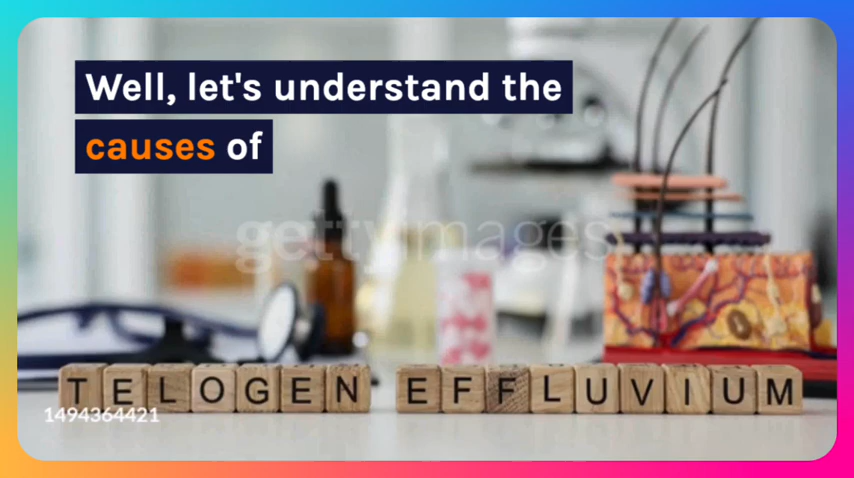 Well, let's understand the
causes of
gettyimages
TELOGEN EFFLUVIUM
1494364421